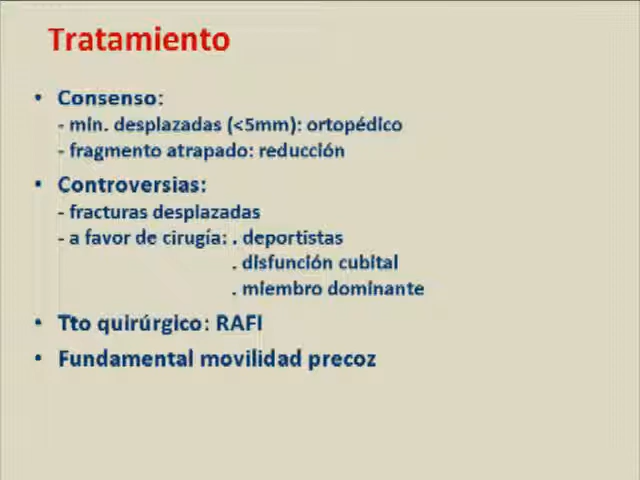 Tratamiento
• Consenso:
- min. desplazadas (<5mm): ortopédico
- fragmento atrapado: reducción
• Controversias:
- fracturas desplazadas
- a favor de cirugía: . deportistas
. disfunción cubital
. miembro dominante
• Tto quirúrgico: RAFI
• Fundamental movilidad precoz